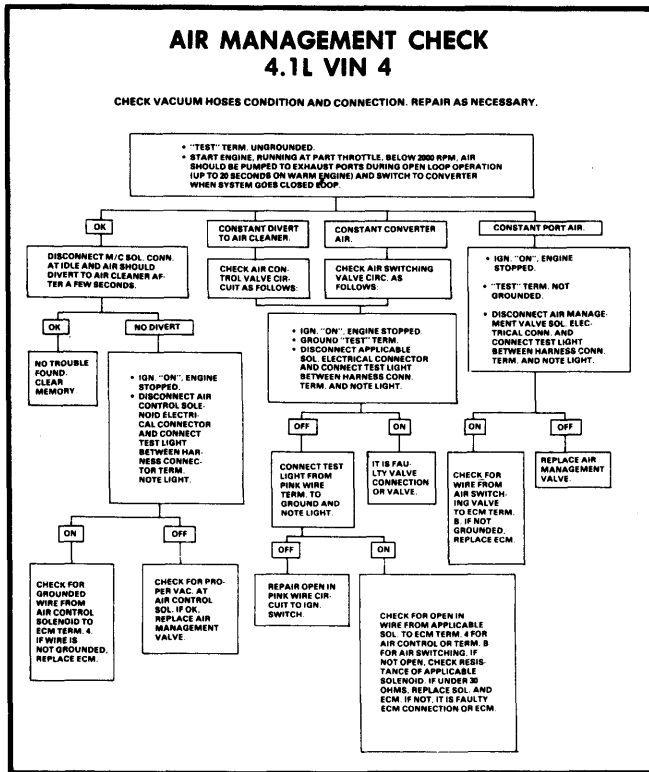 AIR MANAGEMENT CHECK
4.1L VIN 4
CHECK VACUUM HOSES CONDITION AND CONNECTION. REPAIR AS NECESSARY.
• "TEST" TERM. UNGROUNDED.
• START ENGINE, RUNNING AT PART THROTTLE, BELOW 2000 RPM, AIR
SHOULD BE PUMPED TO EXHAUST PORTS DURING OPEN LOOP OPERATION
(UP TO 20 SECONDS ON WARM ENGINE) AND SWITCH TO CONVERTER
WHEN SYSTEM GOES CLOSED LOOP.
OK
DISCONNECT M/C SOL. CONN.
AT IDLE AND AIR SHOULD
DIVERT TO AIR CLEANER AF-
TER A FEW SECONDS.
CONSTANT DIVERT
TO AIR CLEANER.
CHECK AIR CON-
TROL VALVE CIR-
CUIT AS FOLLOWS:
CONSTANT CONVERTER
AIR.
CHECK AIR SWITCHING
VALVE CIRC. AS
FOLLOWS:
CONSTANT PORT AIR.
• IGN. "ON", ENGINE
STOPPED.
• "TEST" TERM. NOT
GROUNDED.
• DISCONNECT AIR MANAGE-
MENT VALVE SOL. ELEC-
TRICAL CONN. AND
CONNECT TEST LIGHT
BETWEEN HARNESS CONN.
TERM. AND NOTE LIGHT.
OK
NO TROUBLE
FOUND.
CLEAR
MEMORY
NO DIVERT
• IGN. "ON", ENGINE
STOPPED.
• DISCONNECT AIR
CONTROL SOLE-
NOID ELECTRI-
CAL CONNECTOR
AND CONNECT
TEST LIGHT
BETWEEN HAR-
NESS CONNEC-
TOR TERM.
NOTE LIGHT.
• IGN. "ON", ENGINE STOPPED.
• GROUND "TEST" TERM.
• DISCONNECT APPLICABLE
SOL. ELECTRICAL CONNECTOR
AND CONNECT TEST LIGHT
BETWEEN HARNESS CONN.
TERM. AND NOTE LIGHT.
OFF
CONNECT TEST
LIGHT FROM
PINK WIRE
TERM. TO
GROUND AND
NOTE LIGHT.
ON
IT IS FAU-
LTY VALVE
CONNECTION
OR VALVE.
ON
CHECK FOR
WIRE FROM
AIR SWITCH-
ING VALVE
TO ECM TERM.
B. IF NOT
GROUNDED,
REPLACE ECM.
OFF
REPLACE AIR
MANAGEMENT
VALVE.
ON
CHECK FOR
GROUNDED
WIRE FROM
AIR CONTROL
SOLENOID TO
ECM TERM. 4.
IF WIRE IS
NOT GROUNDED,
REPLACE ECM.
OFF
CHECK FOR PRO-
PER VAC. AT
AIR CONTROL
SOL. IF OK,
REPLACE AIR
MANAGEMENT
VALVE.
OFF
REPAIR OPEN IN
PINK WIRE CIR-
CUIT TO IGN.
SWITCH.
ON
CHECK FOR OPEN IN
WIRE FROM APPLICABLE
SOL. TO ECM TERM. 4 FOR
AIR CONTROL OR TERM. B
FOR AIR SWITCHING. IF
NOT OPEN, CHECK RESIS-
TANCE OF APPLICABLE
SOLENOID. IF UNDER 30
OHMS, REPLACE SOL. AND
ECM. IF NOT, IT IS FAULTY
ECM CONNECTION OR ECM.